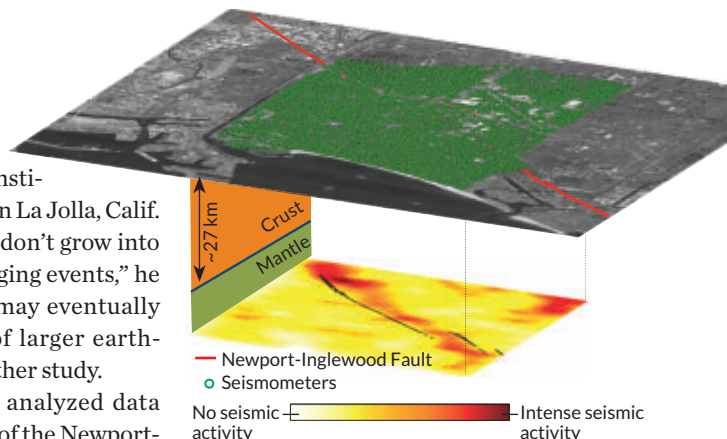 nsti-
n La Jolla, Calif.
don't grow into
ging events," he
may eventually
of larger earth-
ther study.
analyzed data
of the Newport-
~27 km
Crust
Mantle
Newport-Inglewood Fault
Seismometers
No seismic
activity
Intense seismic
activity